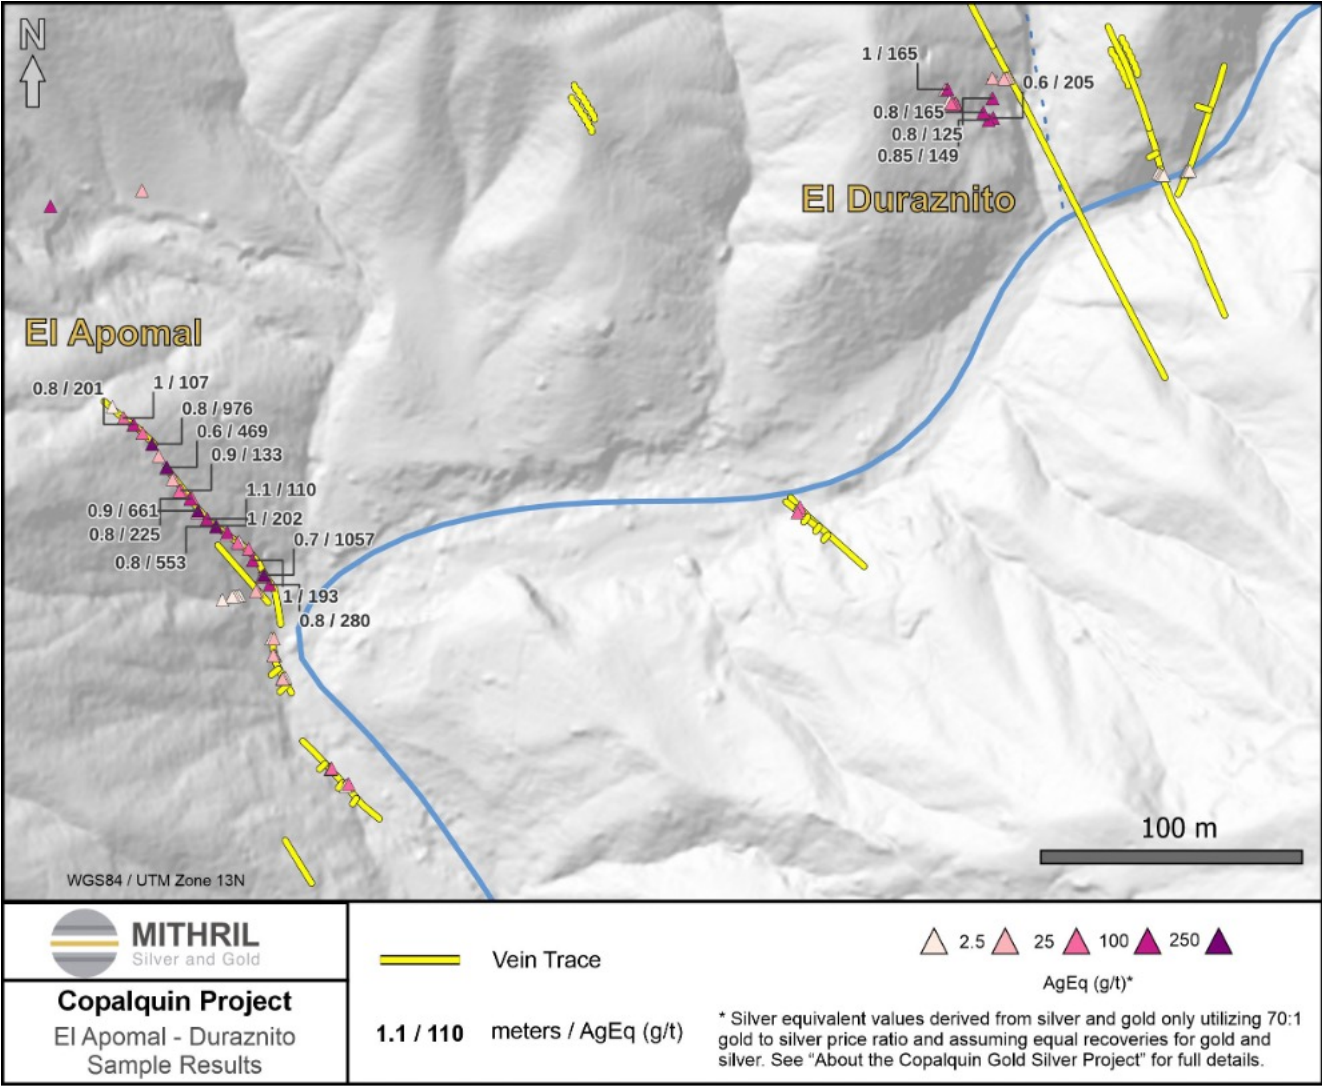 N
1 / 165
0.6 / 205
0.8 / 165
0.8 / 125
0.85 / 149
El Duraznito
El Apomal
0.8 / 201
1 / 107
0.8 / 976
0.6 / 469
0.9 / 133
1.1 / 110
0.9 / 661
1 / 202
0.8 / 225
0.7 / 1057
0.8 / 553
1 / 193
0.8 / 280
100 m
WGS84 / UTM Zone 13N
MITHRIL
Silver and Gold
Copalquin Project
El Apomal - Duraznito
Sample Results
Vein Trace
1.1 / 110 meters / AgEq (g/t)
2.5 25 100 250
AgEq (g/t)*
* Silver equivalent values derived from silver and gold only utilizing 70:1
gold to silver price ratio and assuming equal recoveries for gold and
silver. See “About the Copalquin Gold Silver Project” for full details.